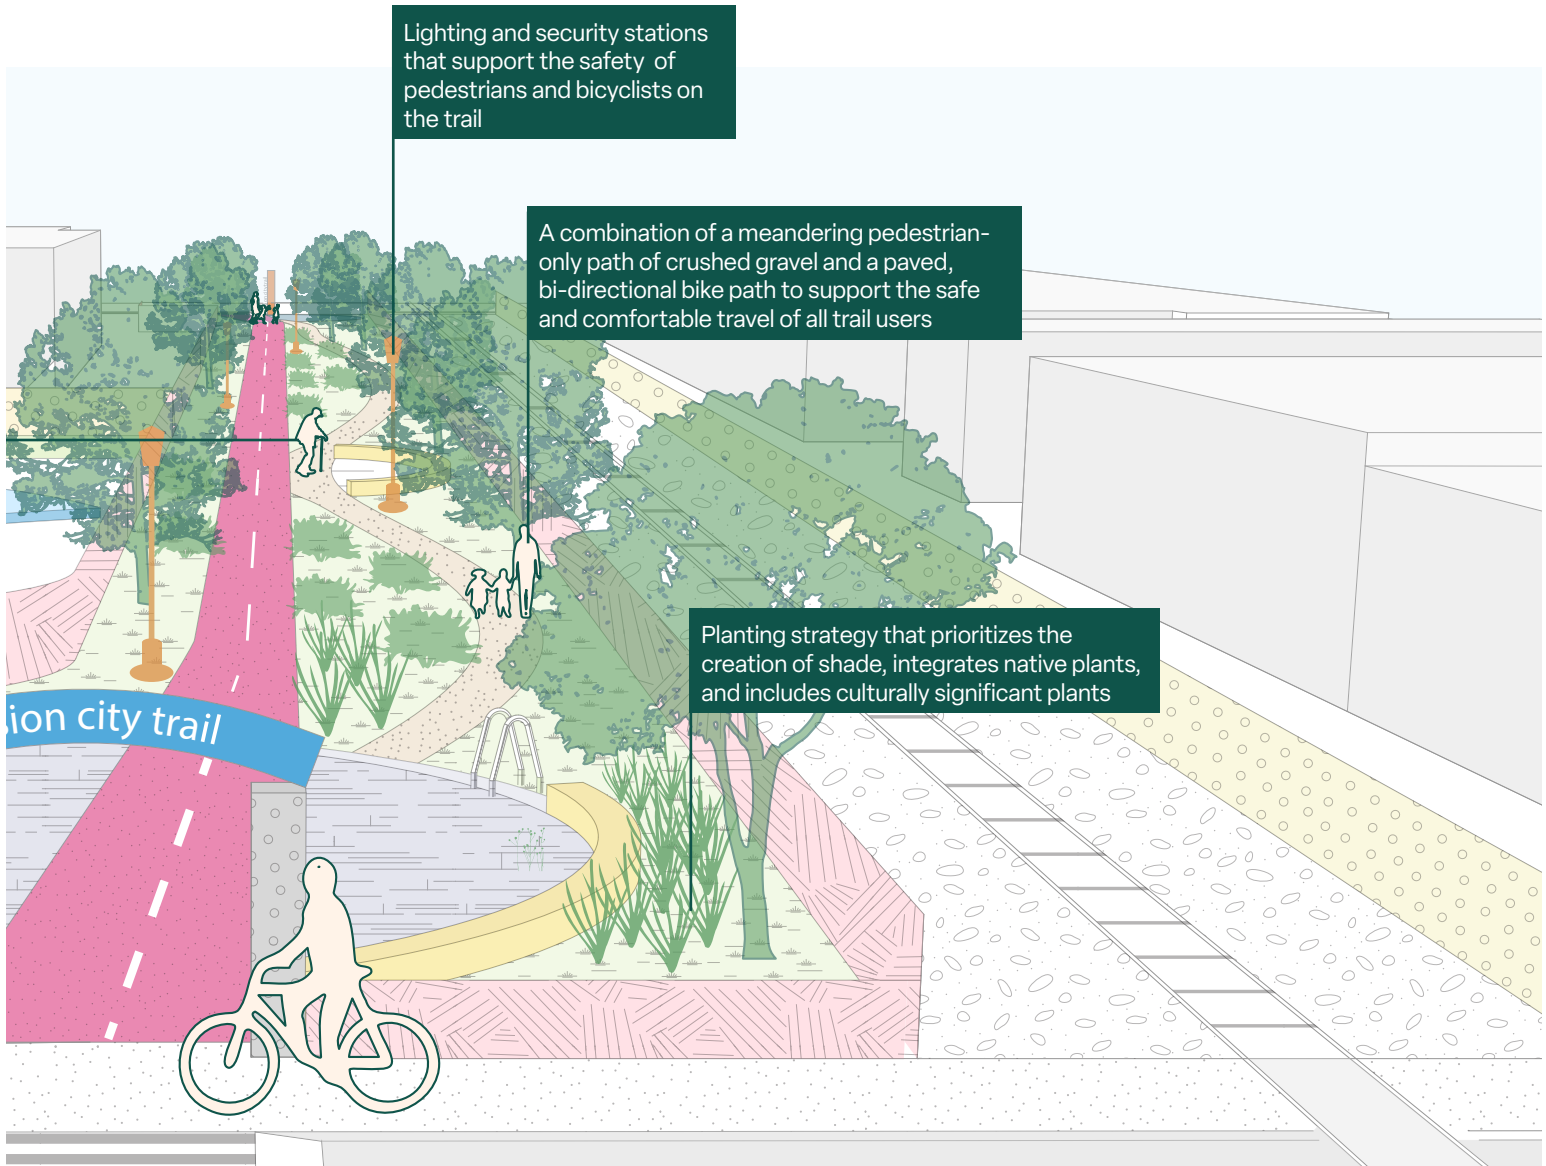 Lighting and security stations
that support the safety of
pedestrians and bicyclists on
the trail
A combination of a meandering pedestrian-
only path of crushed gravel and a paved,
bi-directional bike path to support the safe
and comfortable travel of all trail users
Planting strategy that prioritizes the
creation of shade, integrates native plants,
and includes culturally significant plants
sion city trail